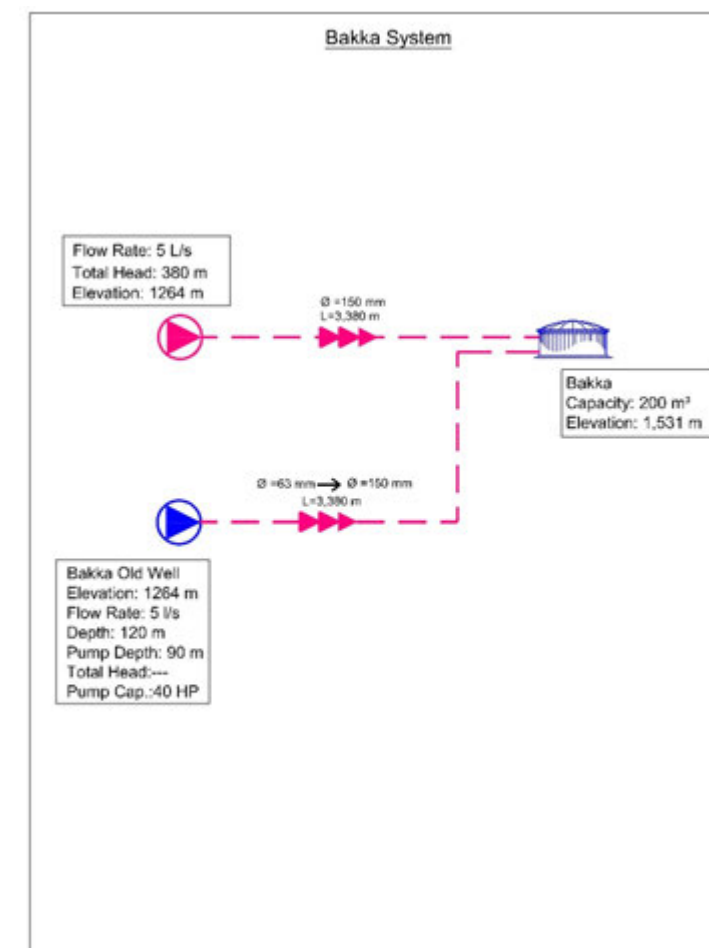 Bakka System
Flow Rate: 5 L/s
Total Head: 380 m
Elevation: 1264 m
Ø =150 mm
L=3,380 m
Bakka
Capacity: 200 m³
Elevation: 1,531 m
Ø =63 mm → Ø =150 mm
L=3,380 m
Bakka Old Well
Elevation: 1264 m
Flow Rate: 5 l/s
Depth: 120 m
Pump Depth: 90 m
Total Head:---
Pump Cap.:40 HP